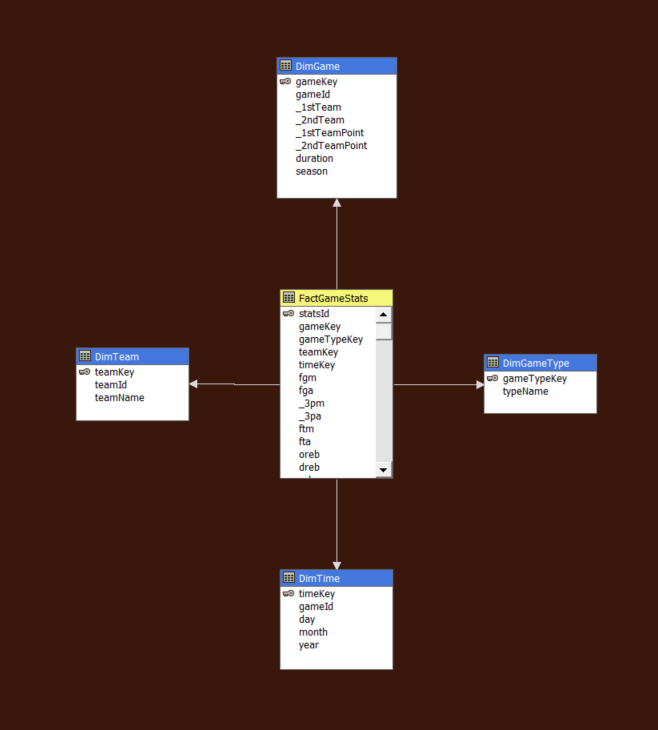 DimGame
gameKey
gameId
_1stTeam
_2ndTeam
_1stTeamPoint
_2ndTeamPoint
duration
season
FactGameStats
statsId
gameKey
gameTypeKey
teamKey
timeKey
fgm
fga
_3pm
_3pa
ftm
fta
oreb
dreb
DimTeam
teamKey
teamId
teamName
DimGameType
gameTypeKey
typeName
DimTime
timeKey
gameId
day
month
year